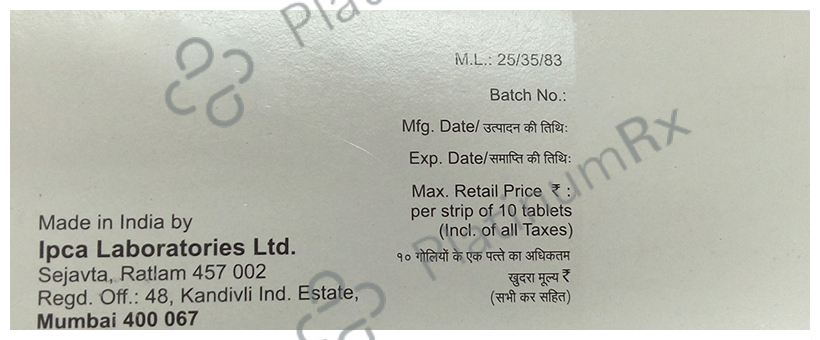 M.L.: 25/35/83
Batch No.:
Mfg. Date/ उत्पादन की तिथि:
Exp. Date/समाप्ति की तिथि:
Max. Retail Price ₹ :
per strip of 10 tablets
(Incl. of all Taxes)
१० गोलियों के एक पत्ते का अधिकतम
खुदरा मूल्य ₹
(सभी कर सहित)
Made in India by
Ipca Laboratories Ltd.
Sejavta, Ratlam 457 002
Regd. Off.: 48, Kandivli Ind. Estate,
Mumbai 400 067
PlatinumRx